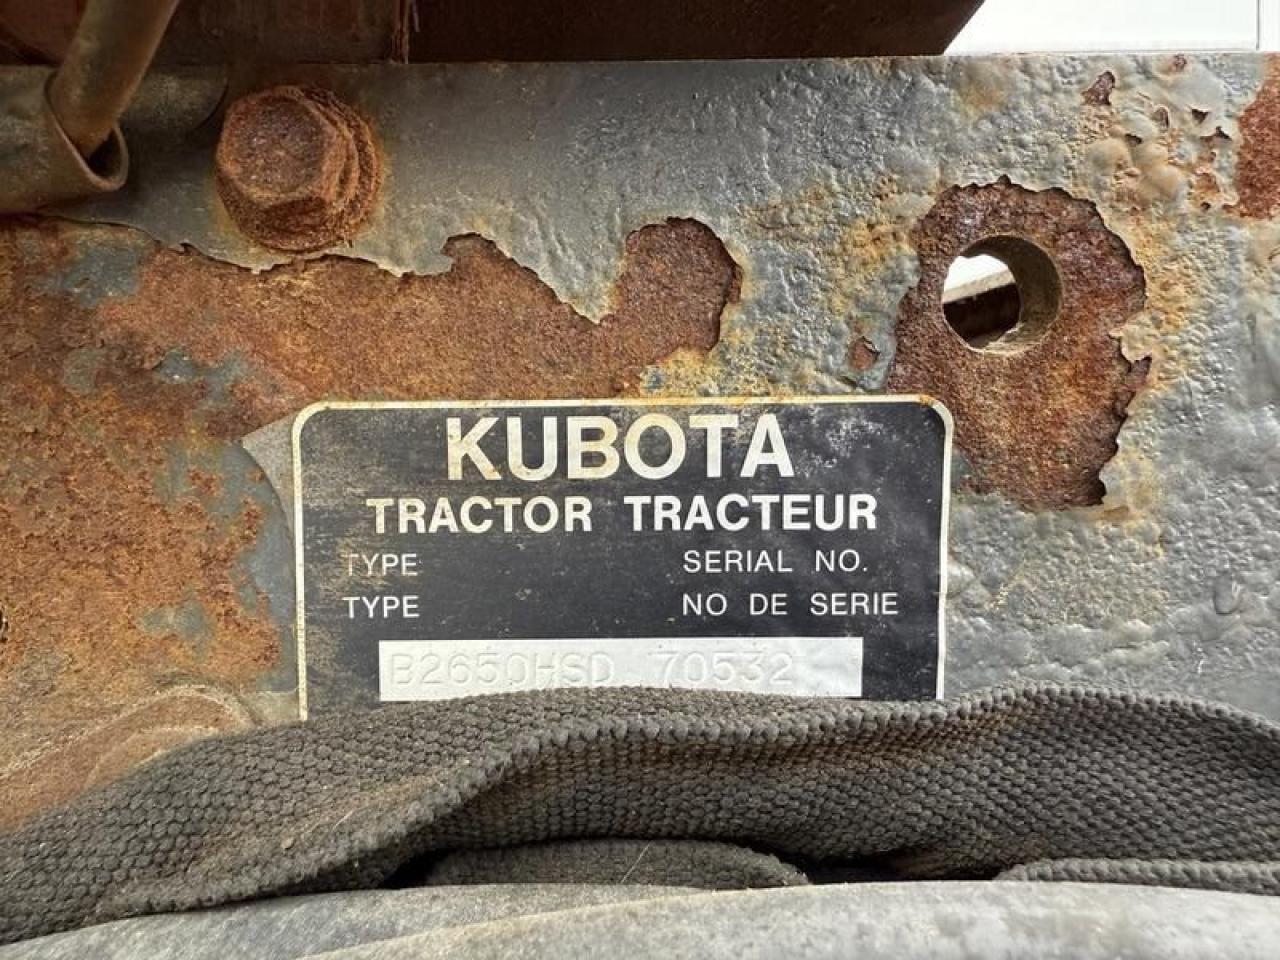 KUBOTA
TRACTOR TRACTEUR
TYPE SERIAL NO.
TYPE NO DE SERIE
B2650HSD 70532